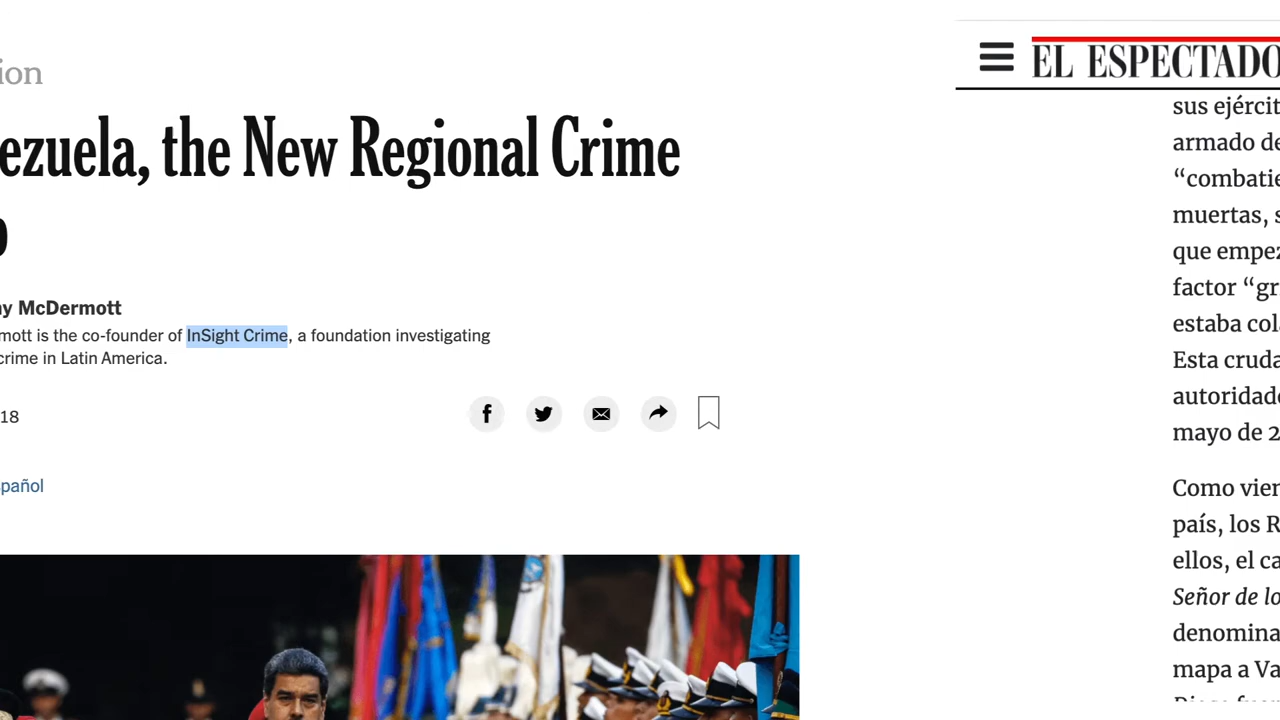 ion
ezuela, the New Regional Crime
ny McDermott
mott is the co-founder of InSight Crime, a foundation investigating
crime in Latin America.
18
pañol
EL ESPECTADO
sus ejércit
armado de
“combatie
muertas, s
que empez
factor “gr
estaba col
Esta cruda
autoridade
mayo de 2
Como vien
país, los R
ellos, el ca
Señor de lo
denomina
mapa a Va